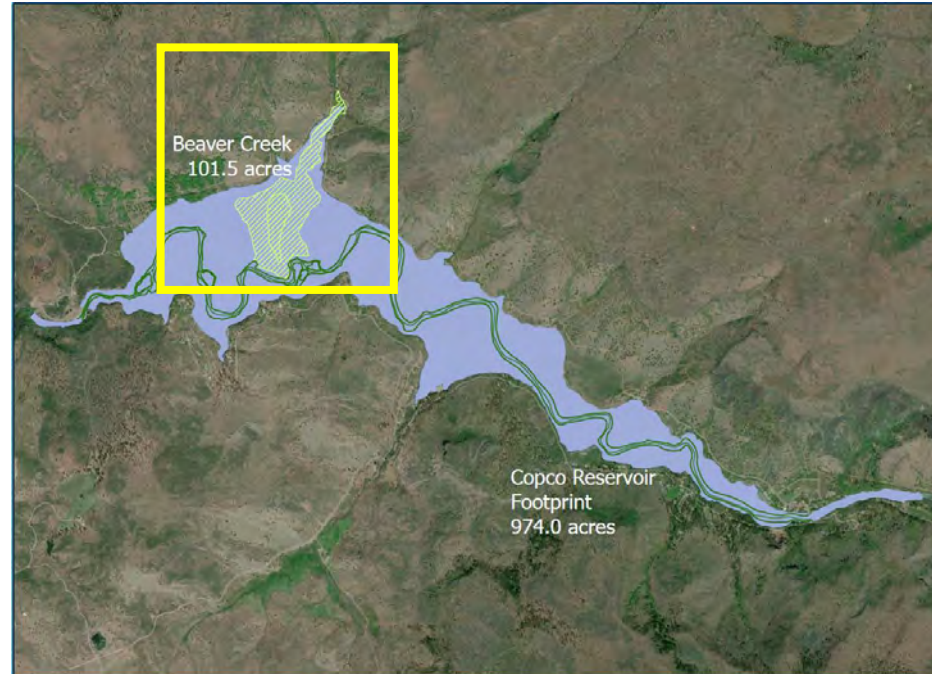 Beaver Creek
101.5 acres
Copco Reservoir
Footprint
974.0 acres